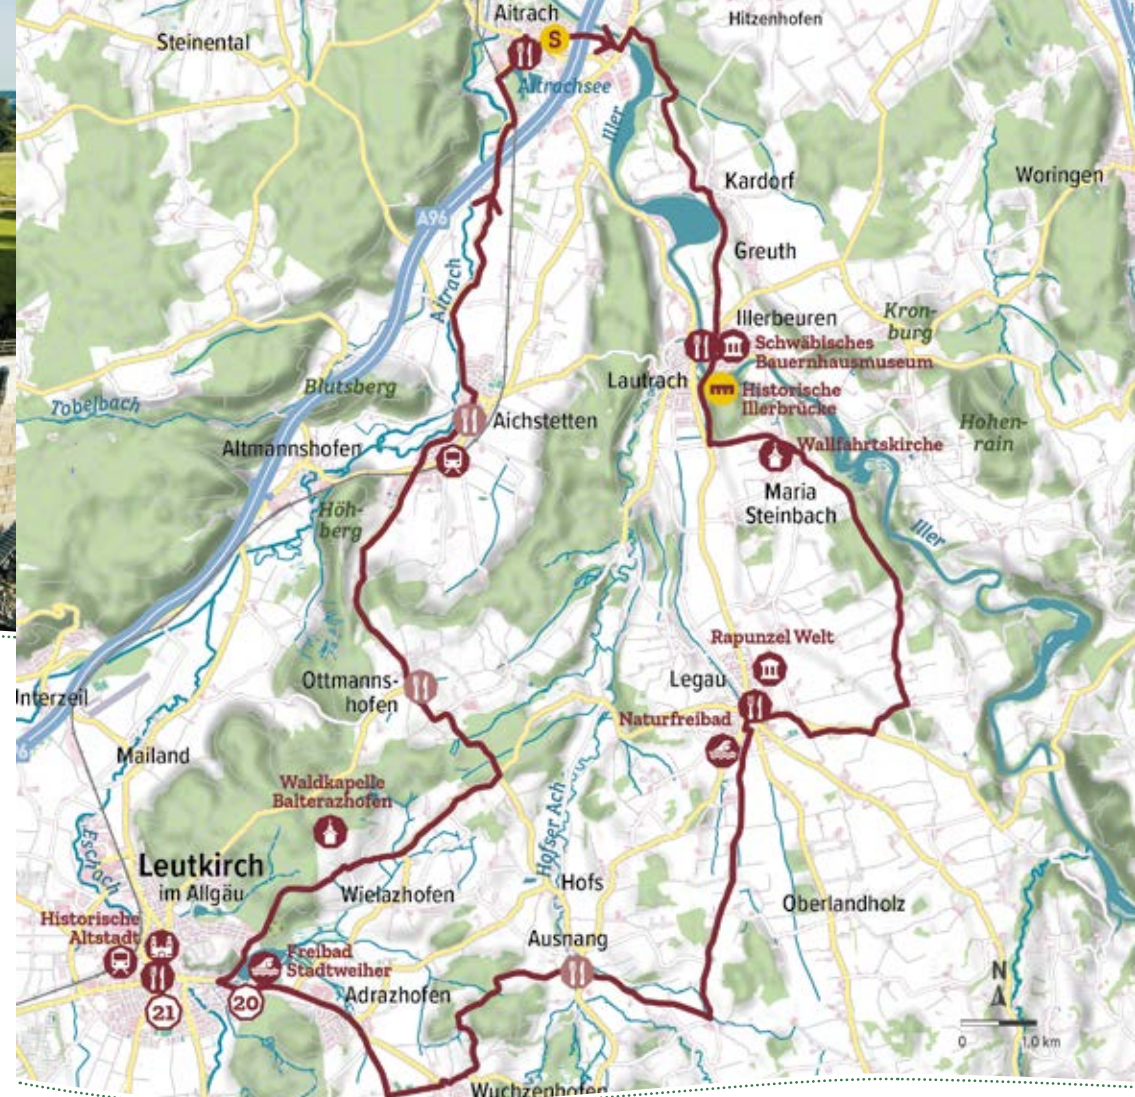 Aitrach
Hitzenhofen
Steinental
S
Aitrachsee
Iller
Kardorf
Woringen
A96
Greuth
Aitrach
Illerbeuren
Kron-
burg
Schwäbisches
Bauernhausmuseum
Lautrach
Blutsberg
Tobelbach
Historische
Illerbrücke
Aichstetten
Hohen-
rain
Altmannshofen
Wallfahrtskirche
Maria
Steinbach
Höh-
berg
Iller
Rapunzel Welt
Ottmanns-
hofen
Legau
Unterzeil
Naturfreibad
6
Mailand
Waldkapelle
Balterazhofen
Hofser Ach
Eschach
Leutkirch
im Allgäu
Wielazhofen
Hofs
Oberlandholz
Historische
Altstadt
Ausnang
Freibad
Stadtweiher
Adrazhofen
20
21
N
0
1.0 km
Wuchzenhofen